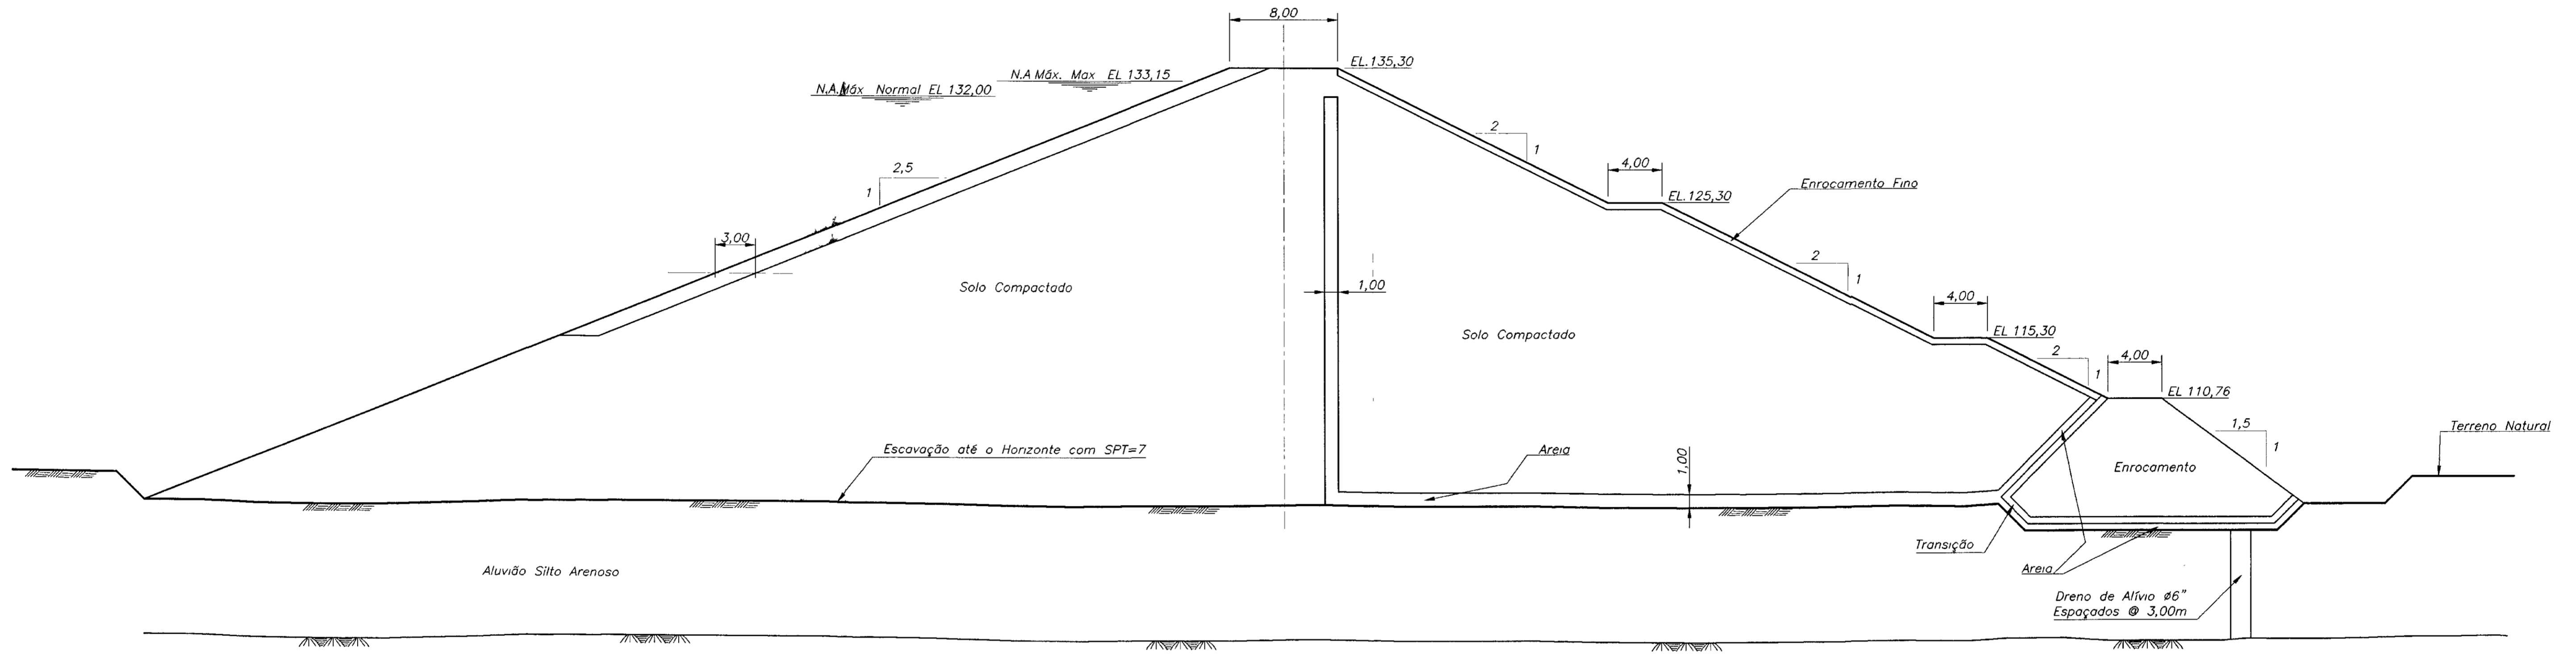 8,00
EL.135,30
N.A Máx. Max EL 133,15
N.A.Máx Normal EL 132,00
2
1
4,00
EL.125,30
Enrocamento Fino
2,5
1
3,00
2
1
Solo Compactado
1,00
4,00
EL 115,30
Solo Compactado
2
1
4,00
EL 110,76
1,5
1
Terreno Natural
Escavação até o Horizonte com SPT=7
Areia
1,00
Enrocamento
Transição
Areia
Aluvião Silto Arenoso
Dreno de Alívio ø6"
Espaçados @ 3,00m